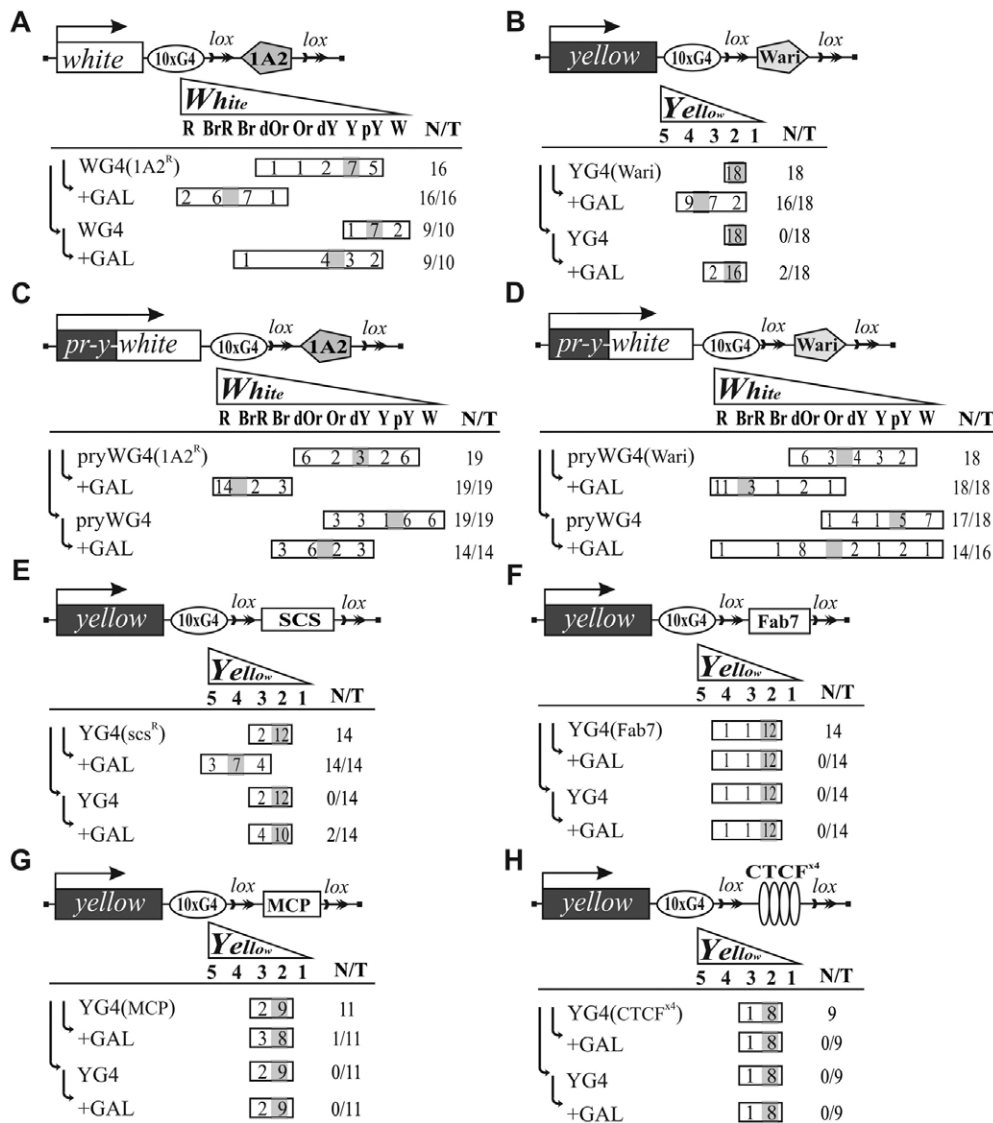 A
white 10xG4 lox 1A2 lox
White
R BrR Br dOr Or dY Y pY W N/T
WG4(1A2ᴿ) 1 1 2 7 5 16
+GAL 2 6 7 1 16/16
WG4 1 7 2 9/10
+GAL 1 4 3 2 9/10
B
yellow 10xG4 lox Wari lox
Yellow
5 4 3 2 1 N/T
YG4(Wari) 18 18
+GAL 9 7 2 16/18
YG4 18 0/18
+GAL 2 16 2/18
C
pr-y-white 10xG4 lox 1A2 lox
White
R BrR Br dOr Or dY Y pY W N/T
pryWG4(1A2ᴿ) 6 2 3 2 6 19
+GAL 14 2 3 19/19
pryWG4 3 3 1 6 6 19/19
+GAL 3 6 2 3 14/14
D
pr-y-white 10xG4 lox Wari lox
White
R BrR Br dOr Or dY Y pY W N/T
pryWG4(Wari) 6 3 4 3 2 18
+GAL 11 3 1 2 1 18/18
pryWG4 1 4 1 5 7 17/18
+GAL 1 1 8 2 1 2 1 14/16
E
yellow 10xG4 lox SCS lox
Yellow
5 4 3 2 1 N/T
YG4(scsᴿ) 2 12 14
+GAL 3 7 4 14/14
YG4 2 12 0/14
+GAL 4 10 2/14
F
yellow 10xG4 lox Fab7 lox
Yellow
5 4 3 2 1 N/T
YG4(Fab7) 1 1 12 14
+GAL 1 1 12 0/14
YG4 1 1 12 0/14
+GAL 1 1 12 0/14
G
yellow 10xG4 lox MCP lox
Yellow
5 4 3 2 1 N/T
YG4(MCP) 2 9 11
+GAL 3 8 1/11
YG4 2 9 0/11
+GAL 2 9 0/11
H
yellow 10xG4 lox CTCFˣ⁴ lox
Yellow
5 4 3 2 1 N/T
YG4(CTCFˣ⁴) 1 8 9
+GAL 1 8 0/9
YG4 1 8 0/9
+GAL 1 8 0/9